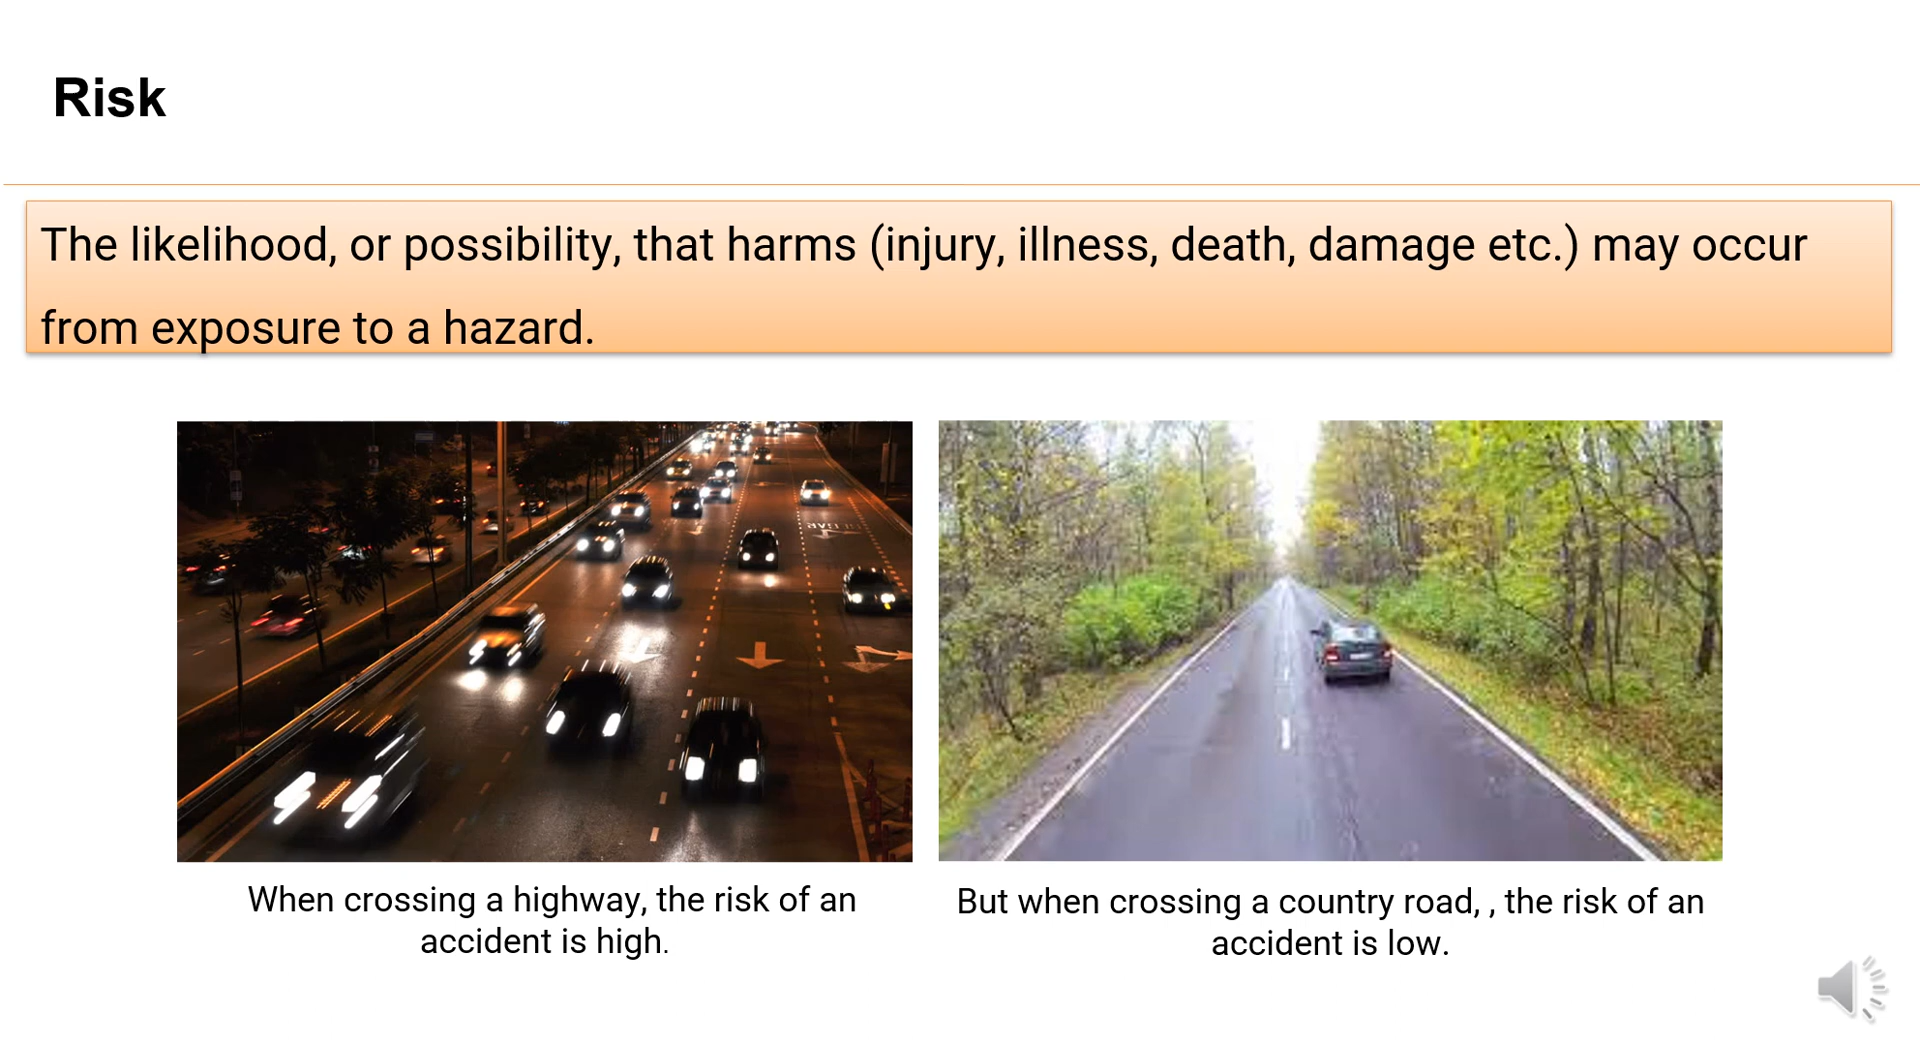 Risk
The likelihood, or possibility, that harms (injury, illness, death, damage etc.) may occur
from exposure to a hazard.
When crossing a highway, the risk of an
accident is high.
But when crossing a country road, , the risk of an
accident is low.